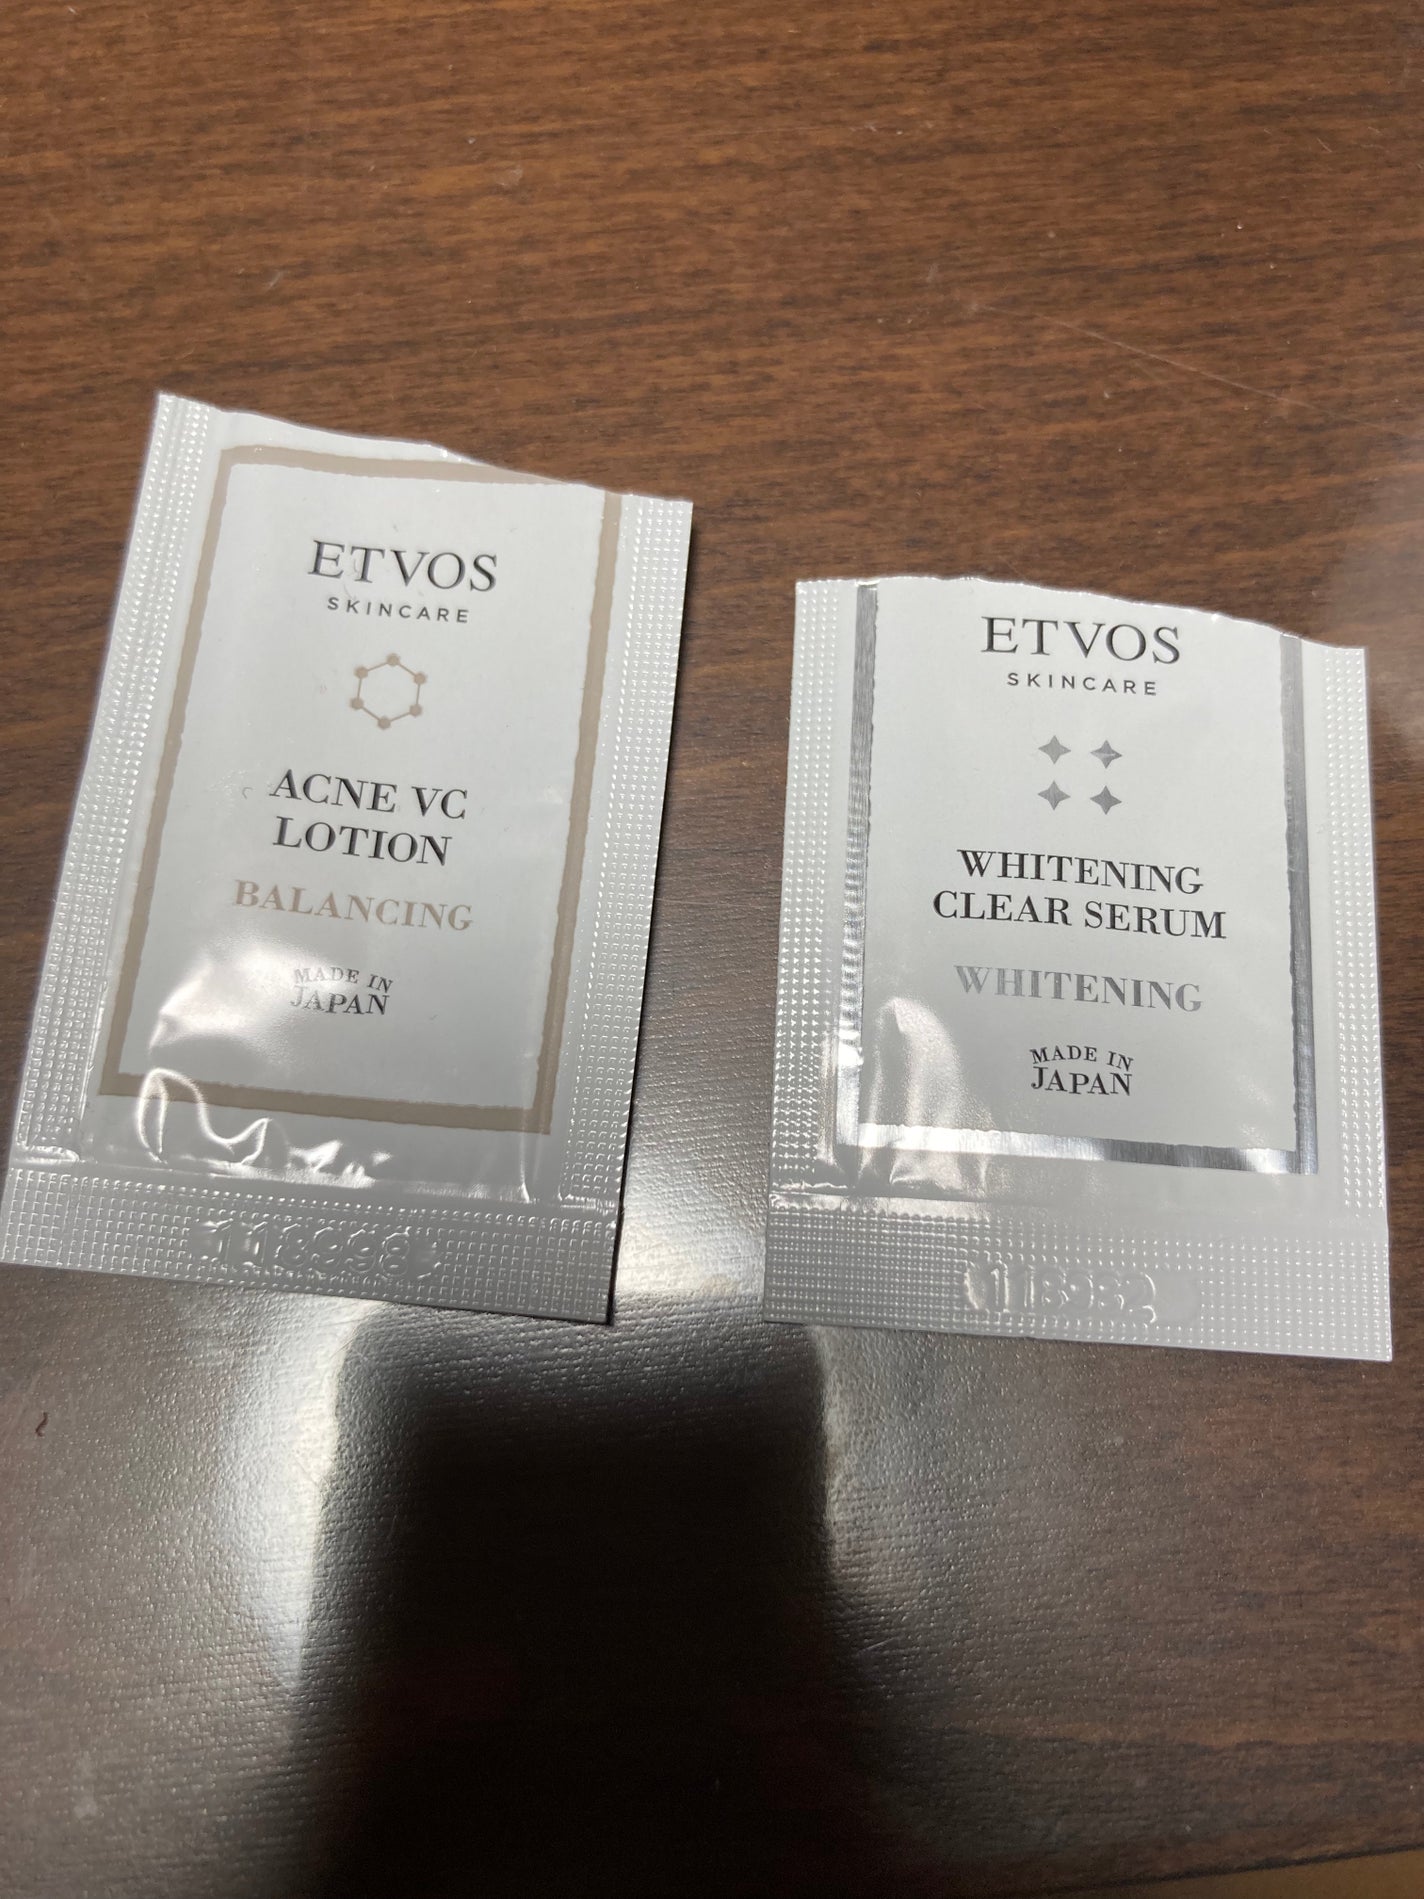 ETVOS
SKINCARE
ACNE VC
LOTION
BALANCING
MADE IN
JAPAN
ETVOS
SKINCARE
WHITENING
CLEAR SERUM
WHITENING
MADE IN
JAPAN